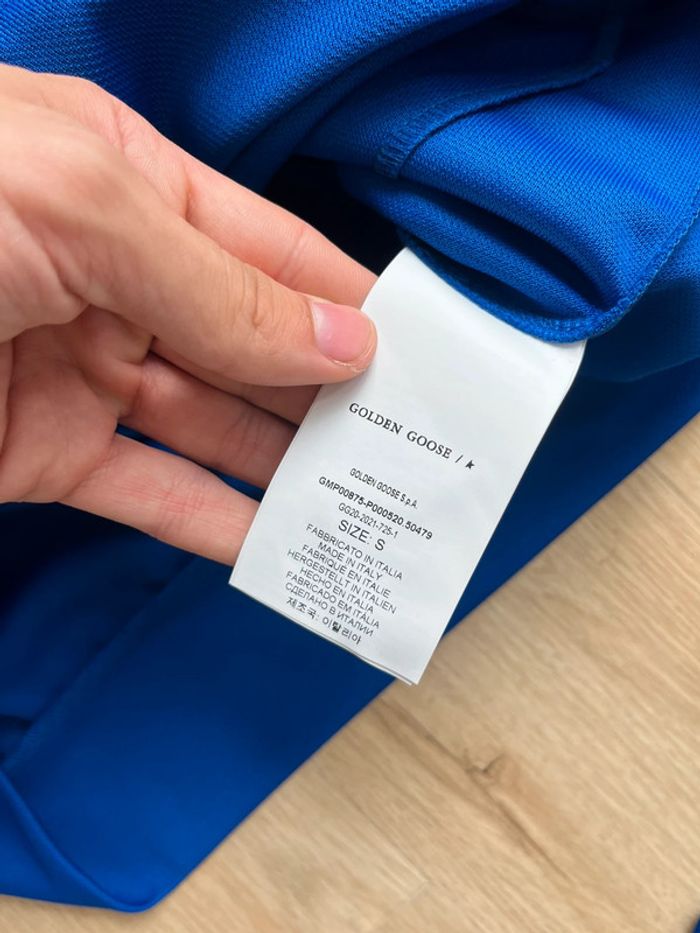 GOLDEN GOOSE / ★
GOLDEN GOOSE S.p.A.
GMP00875-P000520.50479
GG20-2021-725-1
SIZE: S
FABBRICATO IN ITALIA
MADE IN ITALY
FABRIQUE EN ITALIE
HERGESTELLT IN ITALIEN
HECHO EN ITALIA
FABRICADO EM ITÁLIA
СДЕЛАНО В ИТАЛИИ
제조국: 이탈리아